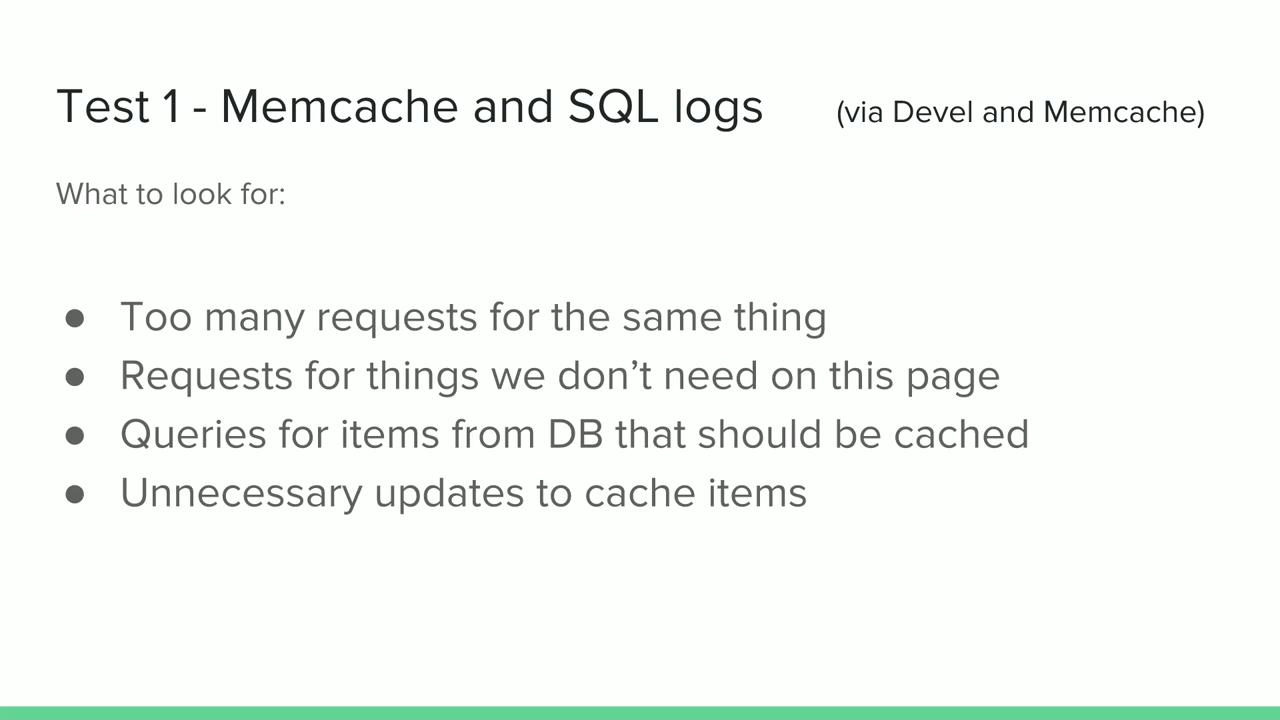 Test 1 - Memcache and SQL logs (via Devel and Memcache)
What to look for:
● Too many requests for the same thing
● Requests for things we don’t need on this page
● Queries for items from DB that should be cached
● Unnecessary updates to cache items